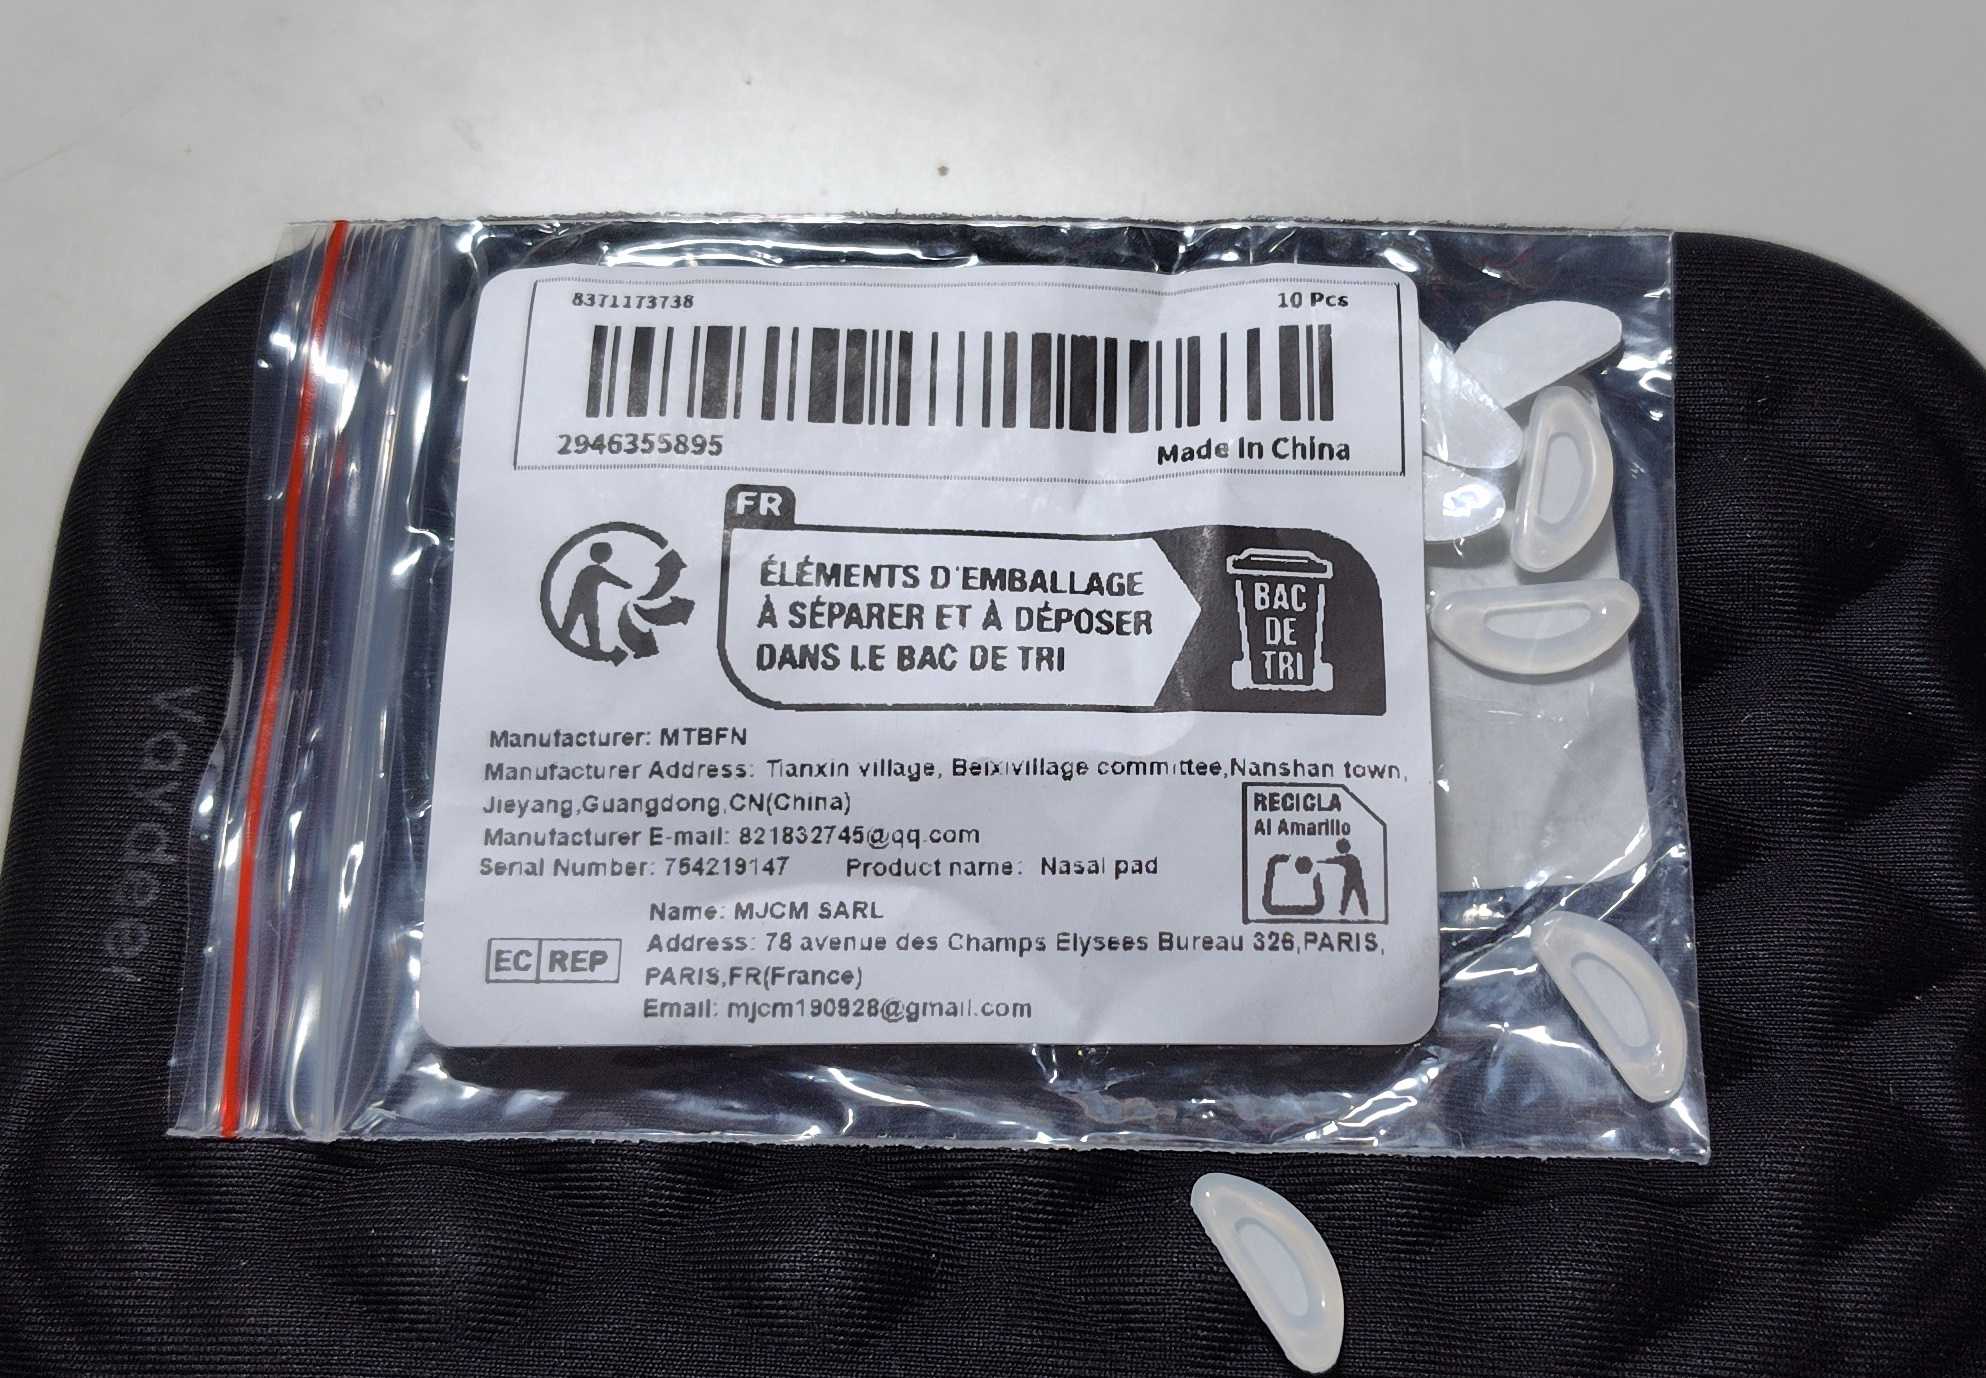 8371173738
10 Pcs
2946355895
Made In China
FR
ÉLÉMENTS D'EMBALLAGE
À SÉPARER ET À DÉPOSER
DANS LE BAC DE TRI
BAC
DE
TRI
Manufacturer: MTBFN
Manufacturer Address: Tianxin village, Beixivillage committee,Nanshan town,
Jieyang,Guangdong,CN(China)
Manufacturer E-mail: 821832745@qq.com
Serial Number: 764219147 Product name: Nasal pad
RECICLA
Al Amarillo
EC REP
Name: MJCM SARL
Address: 78 avenue des Champs Elysees Bureau 326,PARIS,
PARIS,FR(France)
Email: mjcm190828@gmail.com
Vaydeer